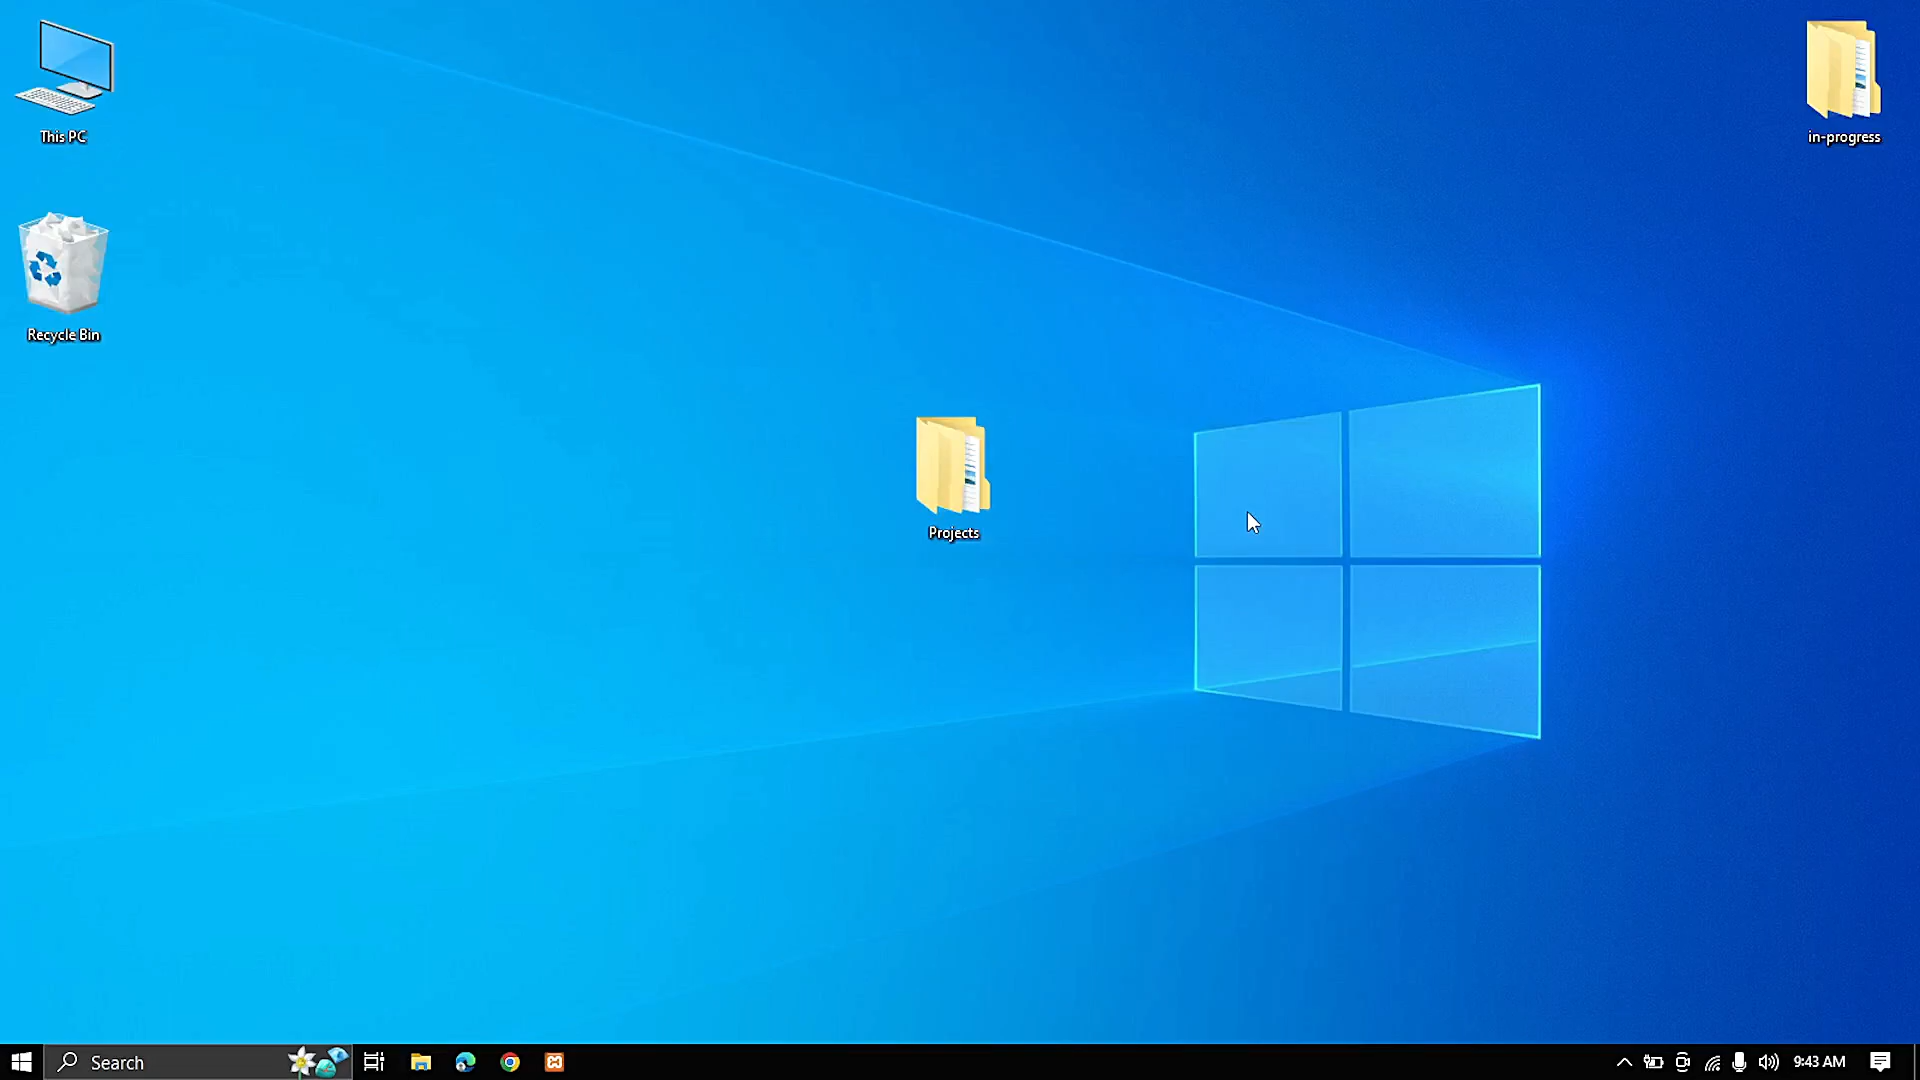 This PC
in-progress
Recycle Bin
Projects
Search
9:43 AM